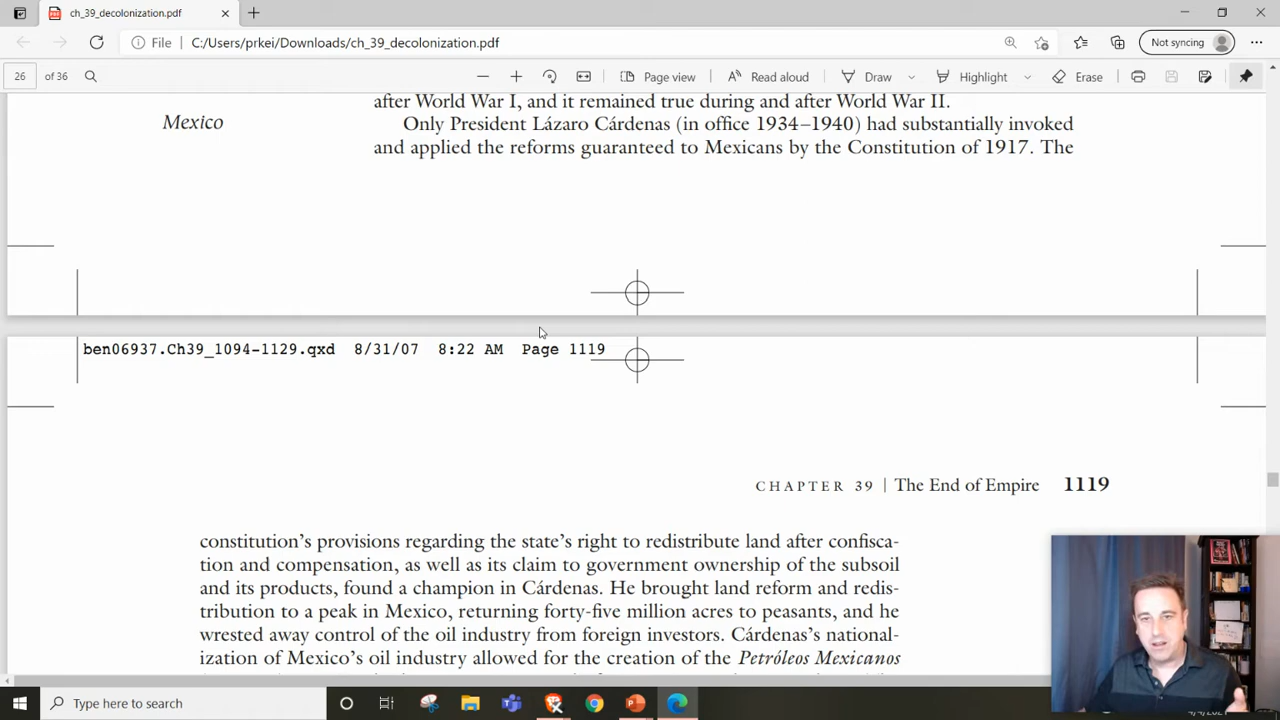 ch_39_decolonization.pdf
File C:/Users/prkei/Downloads/ch_39_decolonization.pdf Not syncing
26 of 36 Page view Read aloud Draw Highlight Erase
after World War I, and it remained true during and after World War II.
Mexico
Only President Lázaro Cárdenas (in office 1934–1940) had substantially invoked
and applied the reforms guaranteed to Mexicans by the Constitution of 1917. The
ben06937.Ch39_1094-1129.qxd 8/31/07 8:22 AM Page 1119
CHAPTER 39 | The End of Empire 1119
constitution's provisions regarding the state's right to redistribute land after confisca-
tion and compensation, as well as its claim to government ownership of the subsoil
and its products, found a champion in Cárdenas. He brought land reform and redis-
tribution to a peak in Mexico, returning forty-five million acres to peasants, and he
wrested away control of the oil industry from foreign investors. Cárdenas's national-
ization of Mexico's oil industry allowed for the creation of the Petróleos Mexicanos
Type here to search